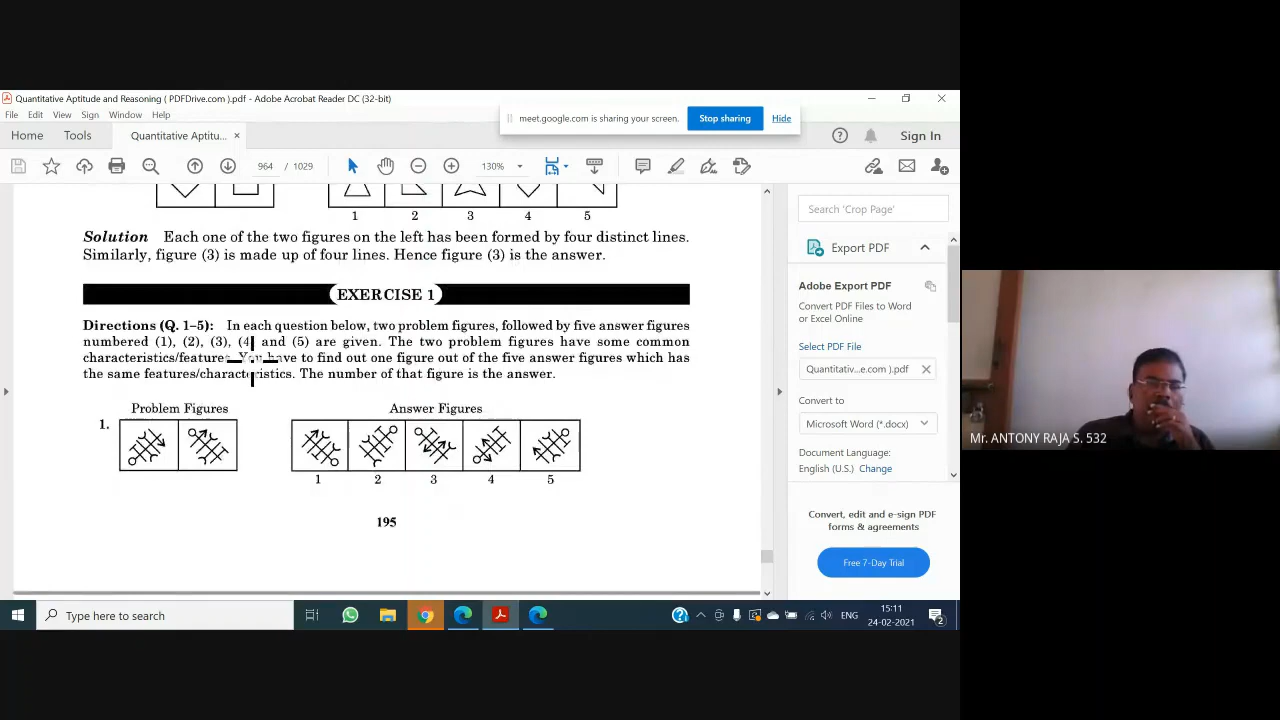 Quantitative Aptitude and Reasoning ( PDFDrive.com ).pdf - Adobe Acrobat Reader DC (32-bit)
File Edit View Sign Window Help
meet.google.com is sharing your screen. Stop sharing Hide
Home Tools Quantitative Aptitu... × Sign In
964 / 1029 130%
1 2 3 4 5
Solution Each one of the two figures on the left has been formed by four distinct lines.
Similarly, figure (3) is made up of four lines. Hence figure (3) is the answer.
EXERCISE 1
Directions (Q. 1–5): In each question below, two problem figures, followed by five answer figures
numbered (1), (2), (3), (4) and (5) are given. The two problem figures have some common
characteristics/features. You have to find out one figure out of the five answer figures which has
the same features/characteristics. The number of that figure is the answer.
Problem Figures Answer Figures
1.
1 2 3 4 5
195
Search 'Crop Page'
Export PDF
Adobe Export PDF
Convert PDF Files to Word
or Excel Online
Select PDF File
Quantitativ...e.com ).pdf
Convert to
Microsoft Word (*.docx)
Document Language:
English (U.S.) Change
Convert, edit and e-sign PDF
forms & agreements
Free 7-Day Trial
Mr. ANTONY RAJA S. 532
Type here to search
ENG
15:11
24-02-2021
2